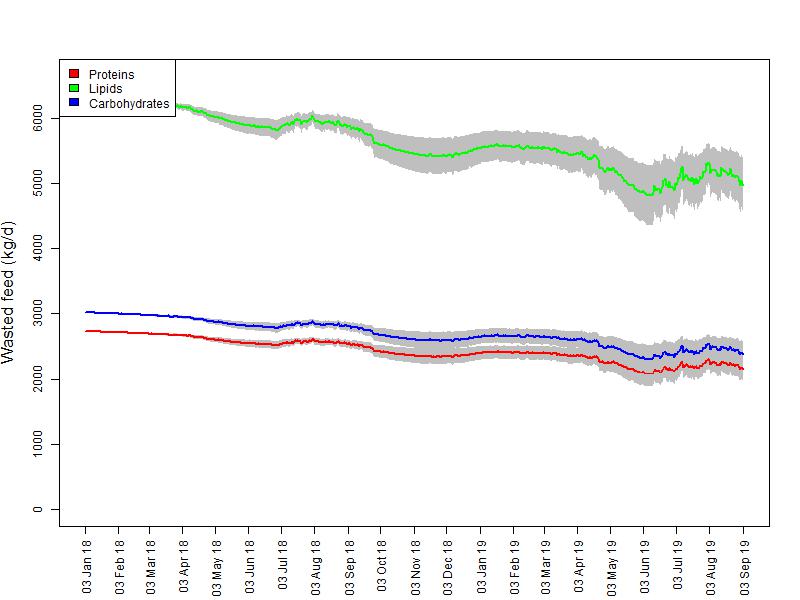 Proteins
Lipids
Carbohydrates
Wasted feed (kg/d)
6000
5000
4000
3000
2000
1000
0
03 Jan 18
03 Feb 18
03 Mar 18
03 Apr 18
03 May 18
03 Jun 18
03 Jul 18
03 Aug 18
03 Sep 18
03 Oct 18
03 Nov 18
03 Dec 18
03 Jan 19
03 Feb 19
03 Mar 19
03 Apr 19
03 May 19
03 Jun 19
03 Jul 19
03 Aug 19
03 Sep 19